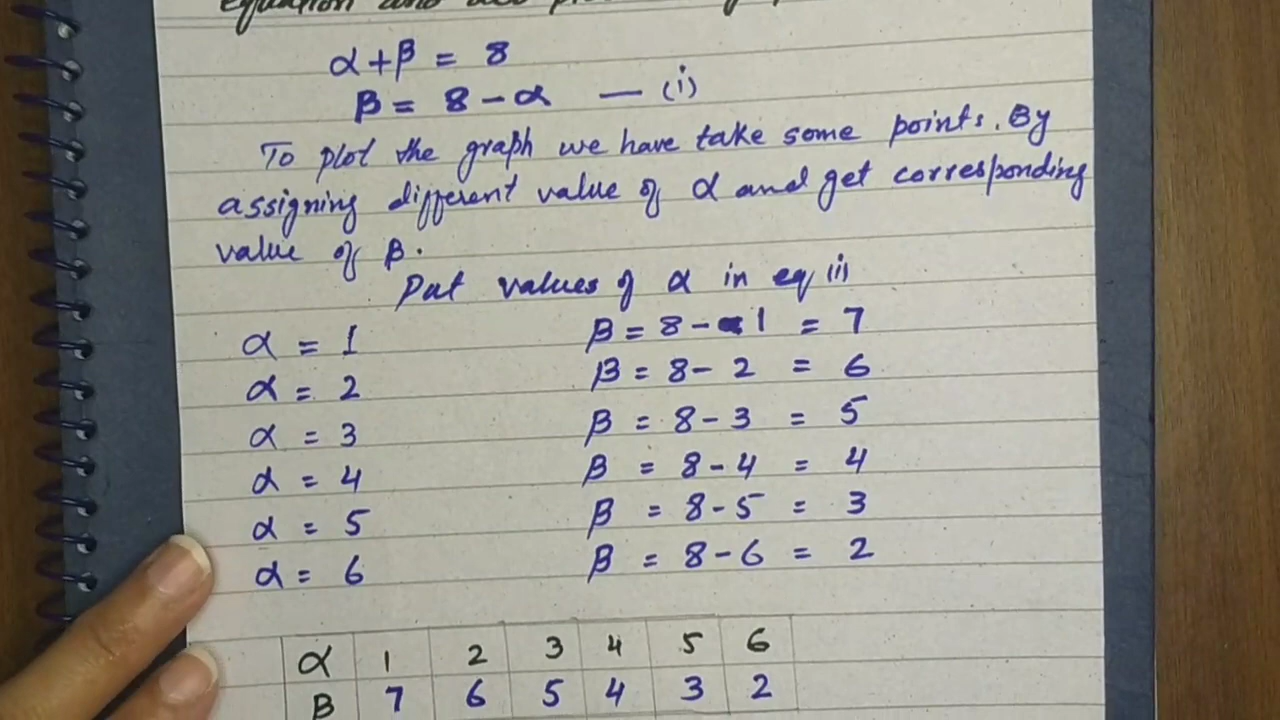 equation and
α+β = 8
β = 8 - α — (i)
To plot the graph we have take some points. By
assigning different value of α and get corresponding
value of β.
Put values of α in eq (i)
α = 1 β = 8 - 1 = 7
α = 2 β = 8 - 2 = 6
α = 3 β = 8 - 3 = 5
α = 4 β = 8 - 4 = 4
α = 5 β = 8 - 5 = 3
α = 6 β = 8 - 6 = 2
α 1 2 3 4 5 6
β 7 6 5 4 3 2